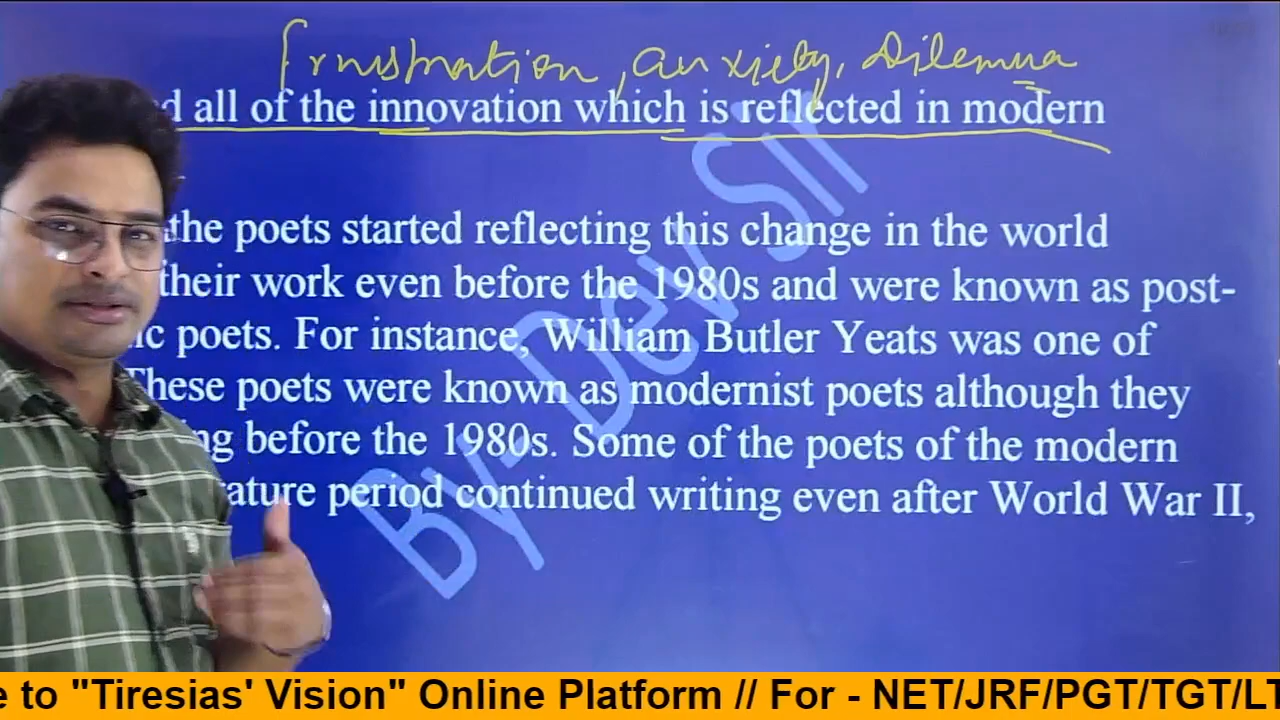 frustration, anxiety, Dilemma
d all of the innovation which is reflected in modern
the poets started reflecting this change in the world
their work even before the 1980s and were known as post-
ic poets. For instance, William Butler Yeats was one of
These poets were known as modernist poets although they
ng before the 1980s. Some of the poets of the modern
rature period continued writing even after World War II,
By- Dev Sir
e to "Tiresias' Vision" Online Platform // For - NET/JRF/PGT/TGT/LT